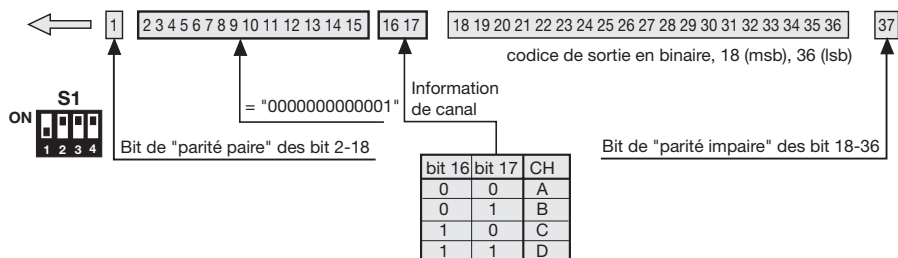 1 2 3 4 5 6 7 8 9 10 11 12 13 14 15 16 17 18 19 20 21 22 23 24 25 26 27 28 29 30 31 32 33 34 35 36 37
codice de sortie en binaire, 18 (msb), 36 (lsb)
Information
de canal
= "0000000000001"
S1
ON
1 2 3 4
Bit de "parité paire" des bit 2-18
Bit de "parité impaire" des bit 18-36
bit 16 bit 17 CH
0 0 A
0 1 B
1 0 C
1 1 D